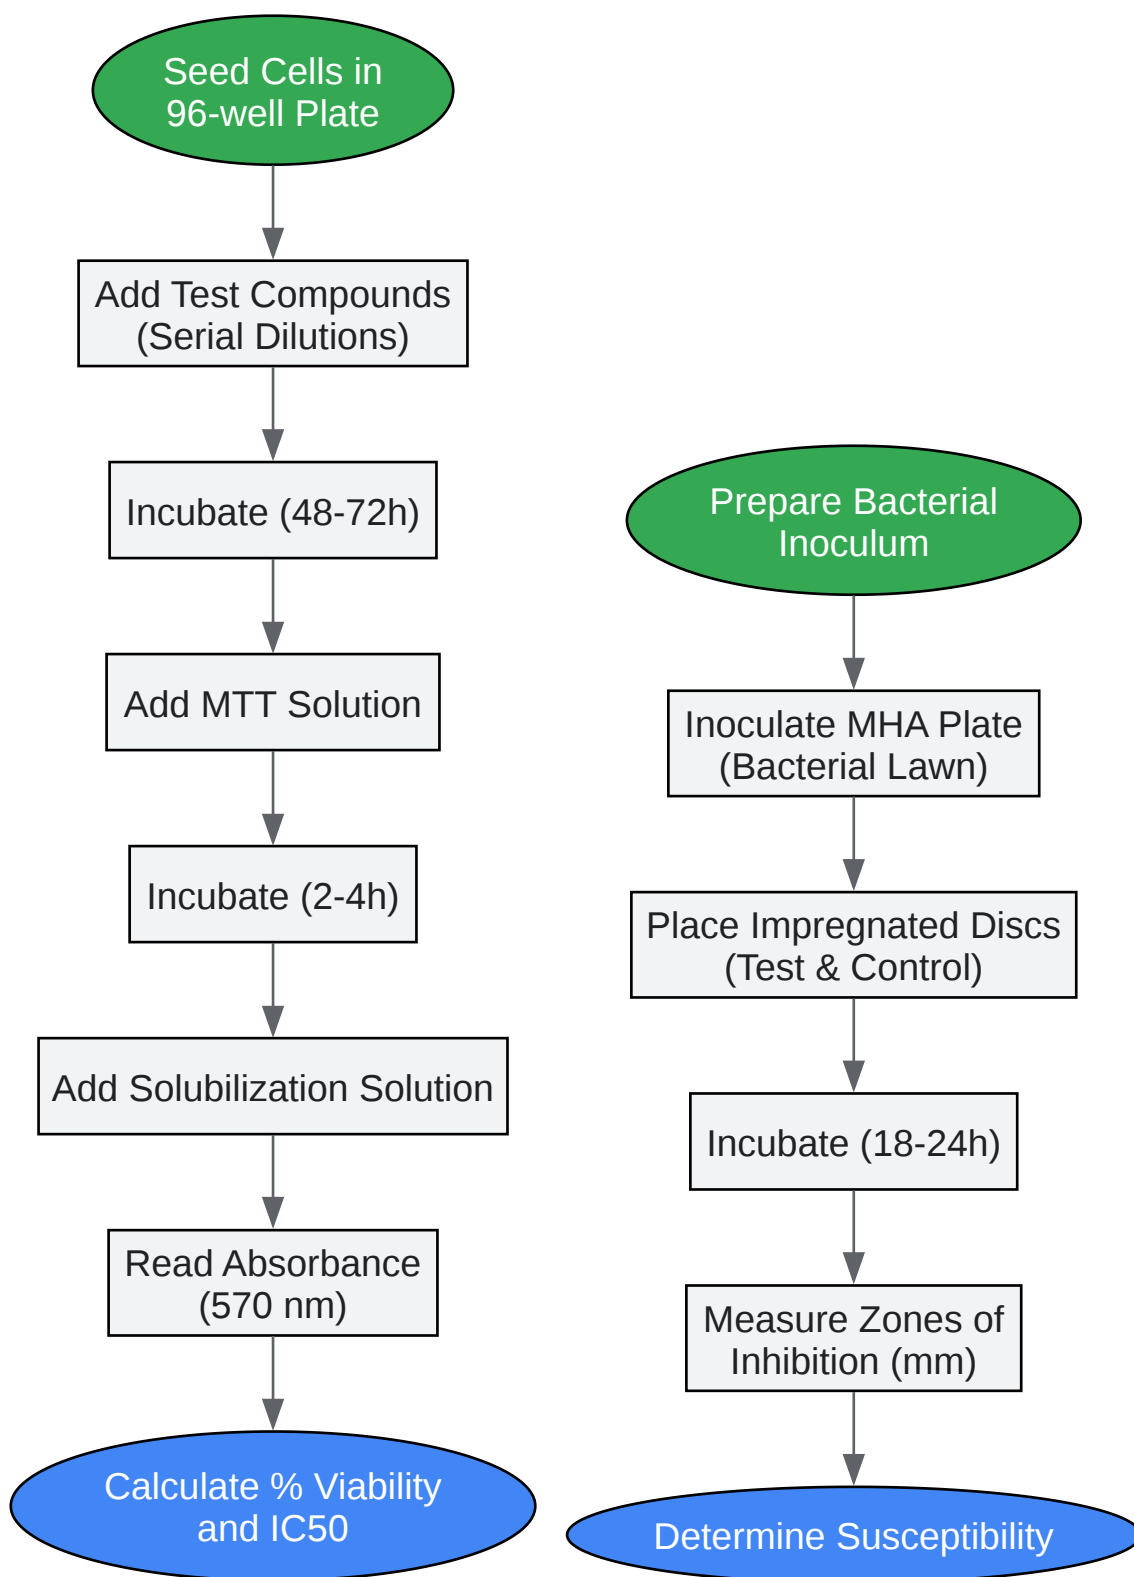 Seed Cells in
96-well Plate
Add Test Compounds
(Serial Dilutions)
Incubate (48-72h)
Add MTT Solution
Incubate (2-4h)
Add Solubilization Solution
Read Absorbance
(570 nm)
Calculate % Viability
and IC50
Prepare Bacterial
Inoculum
Inoculate MHA Plate
(Bacterial Lawn)
Place Impregnated Discs
(Test & Control)
Incubate (18-24h)
Measure Zones of
Inhibition (mm)
Determine Susceptibility